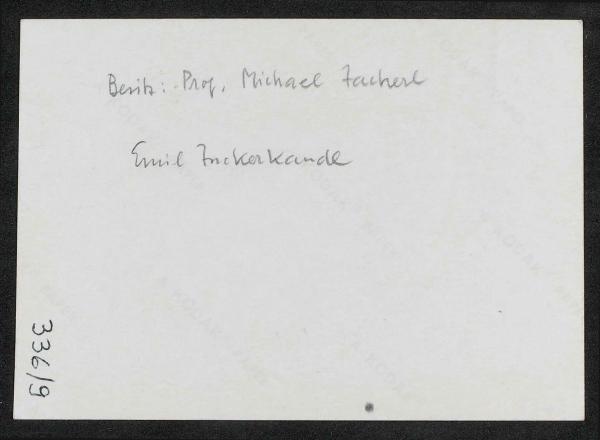 Besitz: Prof. Michael Zacherl
Emil Zuckerkandl
336/9